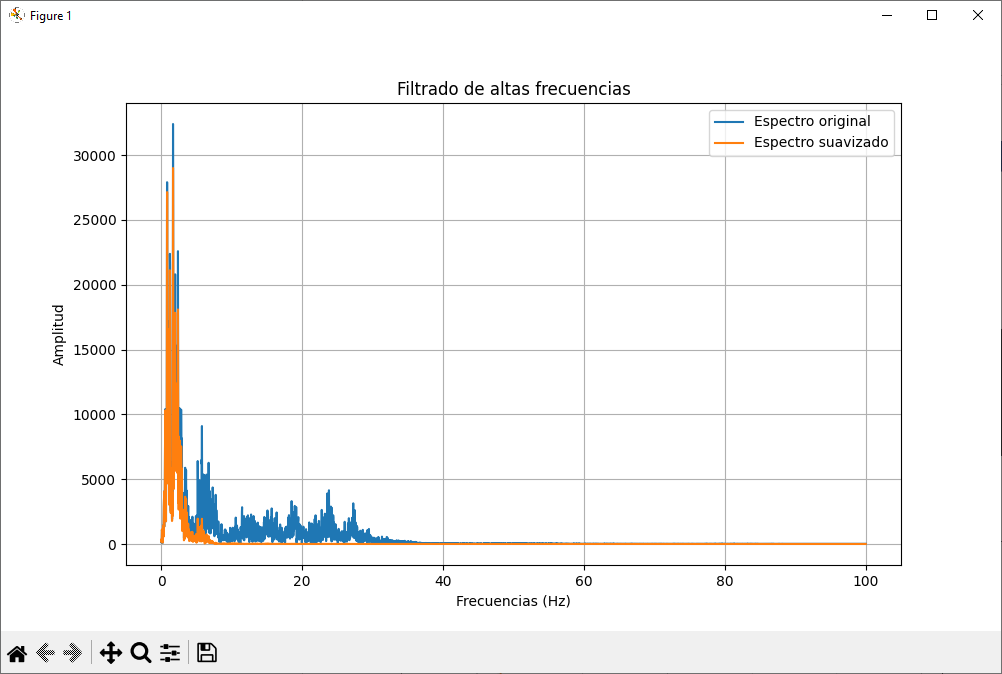 Figure 1
Filtrado de altas frecuencias
Espectro original
Espectro suavizado
30000
25000
20000
15000
10000
5000
0
Amplitud
0 20 40 60 80 100
Frecuencias (Hz)